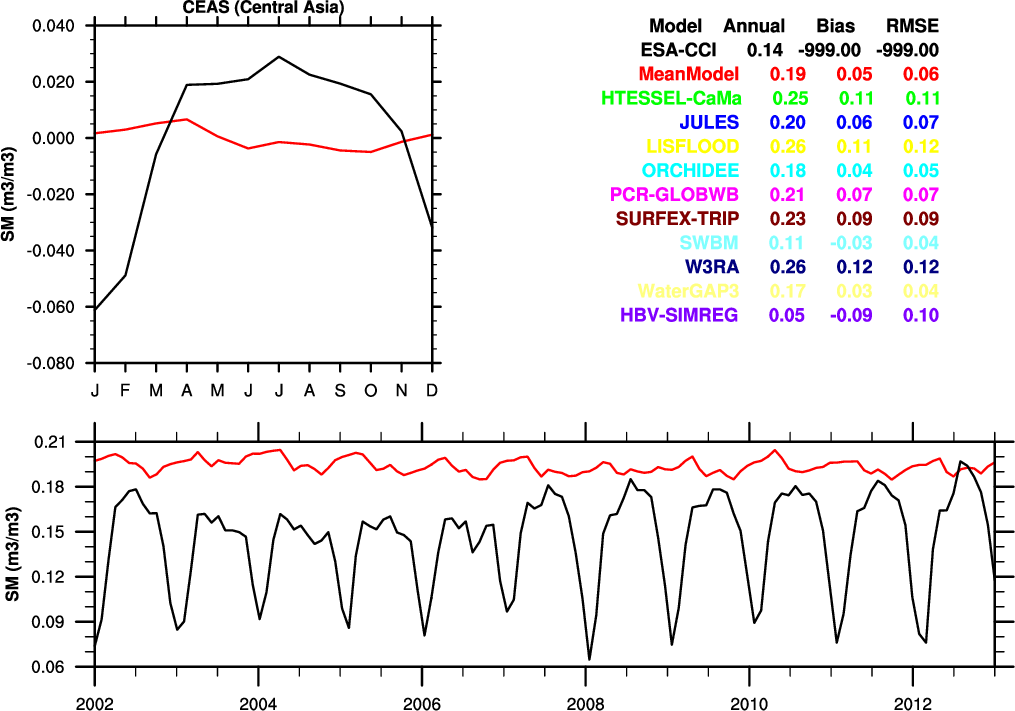 CEAS (Central Asia)
Model Annual Bias RMSE
ESA-CCI 0.14 -999.00 -999.00
MeanModel 0.19 0.05 0.06
HTESSEL-CaMa 0.25 0.11 0.11
JULES 0.20 0.06 0.07
LISFLOOD 0.26 0.11 0.12
ORCHIDEE 0.18 0.04 0.05
PCR-GLOBWB 0.21 0.07 0.07
SURFEX-TRIP 0.23 0.09 0.09
SWBM 0.11 -0.03 0.04
W3RA 0.26 0.12 0.12
WaterGAP3 0.17 0.03 0.04
HBV-SIMREG 0.05 -0.09 0.10
SM (m3/m3)
0.040
0.020
0.000
-0.020
-0.040
-0.060
-0.080
J F M A M J J A S O N D
SM (m3/m3)
0.21
0.18
0.15
0.12
0.09
0.06
2002 2004 2006 2008 2010 2012